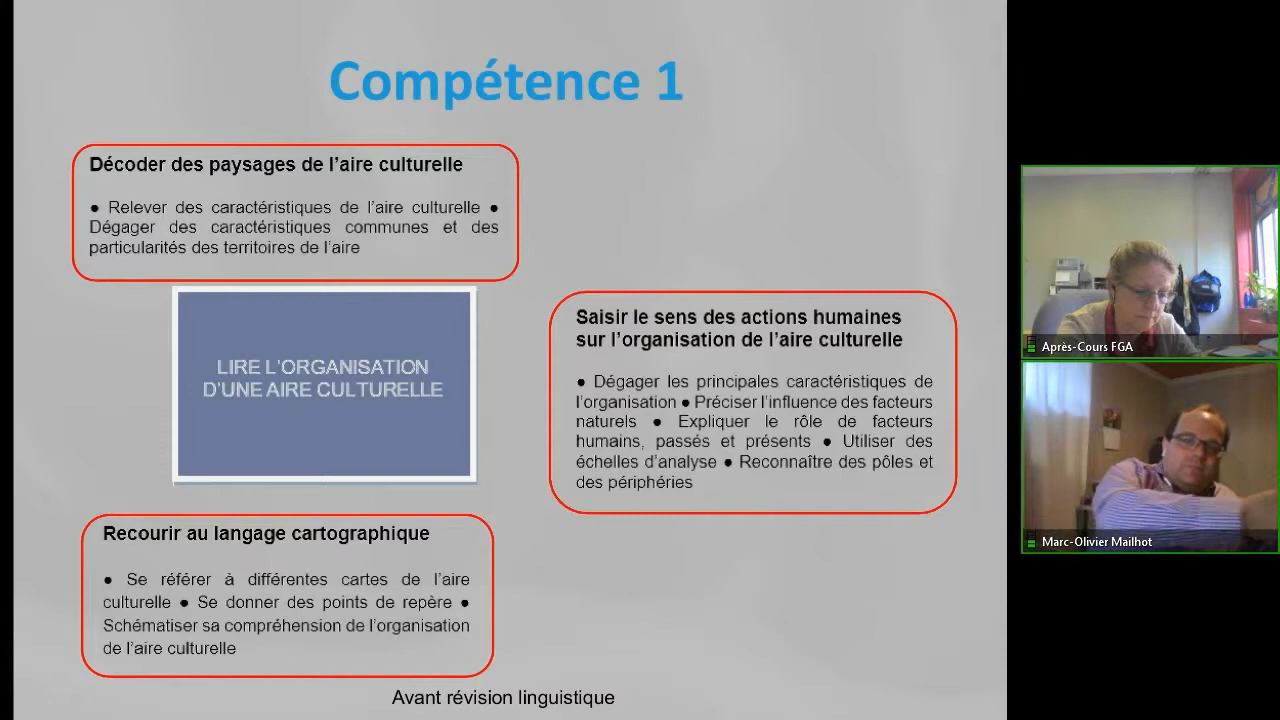 Compétence 1
Décoder des paysages de l'aire culturelle
● Relever des caractéristiques de l'aire culturelle ●
Dégager des caractéristiques communes et des
particularités des territoires de l'aire
LIRE L'ORGANISATION
D'UNE AIRE CULTURELLE
Saisir le sens des actions humaines
sur l'organisation de l'aire culturelle
● Dégager les principales caractéristiques de
l'organisation ● Préciser l'influence des facteurs
naturels ● Expliquer le rôle de facteurs
humains, passés et présents ● Utiliser des
échelles d'analyse ● Reconnaître des pôles et
des périphéries
Recourir au langage cartographique
● Se référer à différentes cartes de l'aire
culturelle ● Se donner des points de repère ●
Schématiser sa compréhension de l'organisation
de l'aire culturelle
Avant révision linguistique
Après-Cours FGA
Marc-Olivier Mailhot